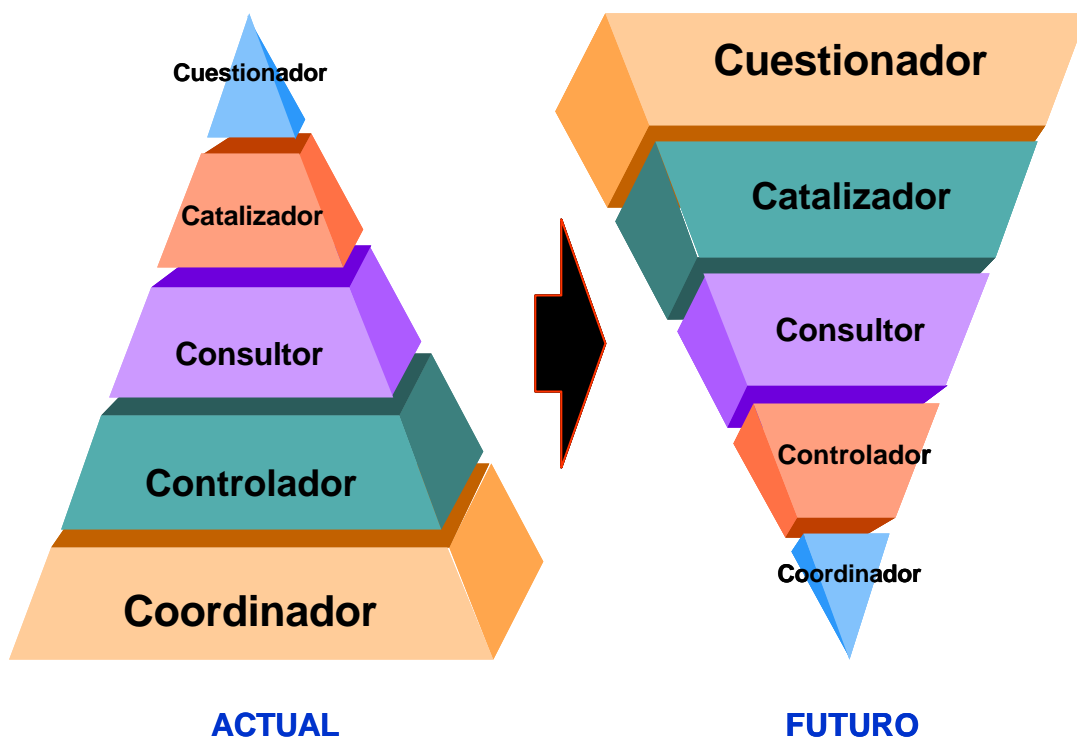 Cuestionador
Catalizador
Consultor
Controlador
Coordinador
ACTUAL
Cuestionador
Catalizador
Consultor
Controlador
Coordinador
FUTURO